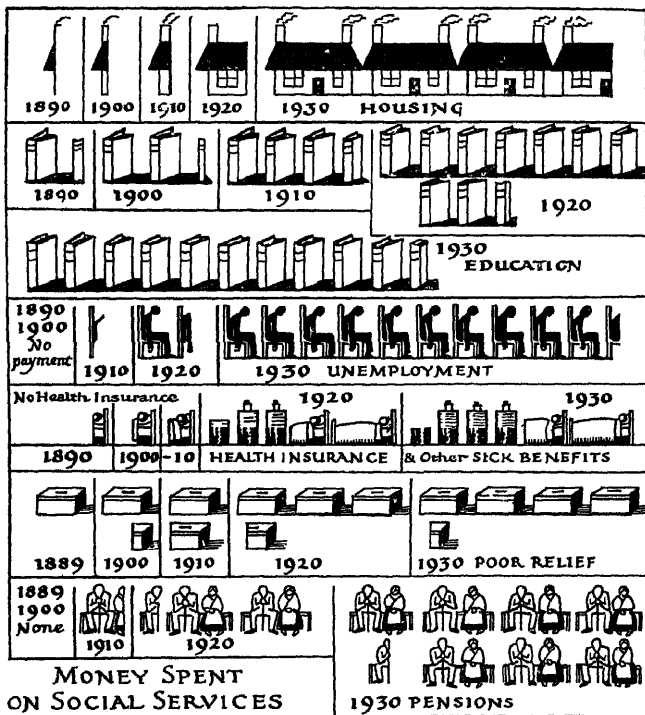 1890 1900 1910 1920 1930 HOUSING
1890 1900 1910 1920
1930
EDUCATION
1890
1900
No
payment
1910 1920 1930 UNEMPLOYMENT
No Health Insurance 1920 1930
1890 1900-10 HEALTH INSURANCE & Other SICK BENEFITS
1889 1900 1910 1920 1930 POOR RELIEF
1889
1900
None
1910 1920
MONEY SPENT
ON SOCIAL SERVICES
1930 PENSIONS